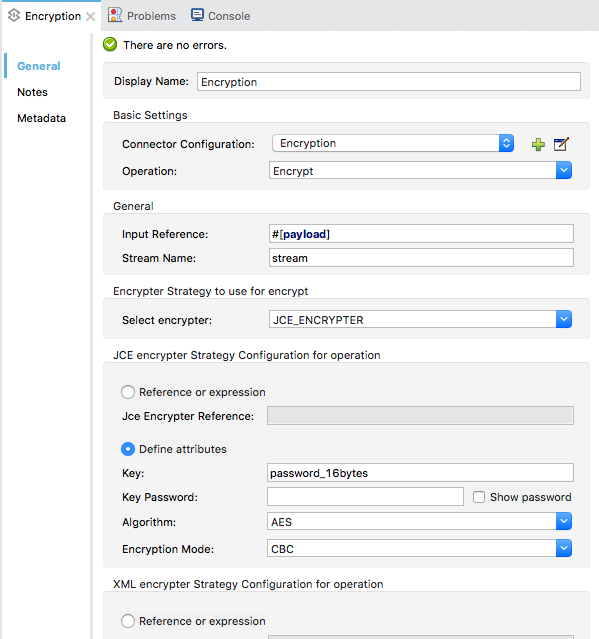 Encryption Problems Console
There are no errors.
General
Notes
Metadata
Display Name: Encryption
Basic Settings
Connector Configuration: Encryption
Operation: Encrypt
General
Input Reference: #[payload]
Stream Name: stream
Encrypter Strategy to use for encrypt
Select encrypter: JCE_ENCRYPTER
JCE encrypter Strategy Configuration for operation
Reference or expression
Jce Encrypter Reference:
Define attributes
Key: password_16bytes
Key Password: Show password
Algorithm: AES
Encryption Mode: CBC
XML encrypter Strategy Configuration for operation
Reference or expression